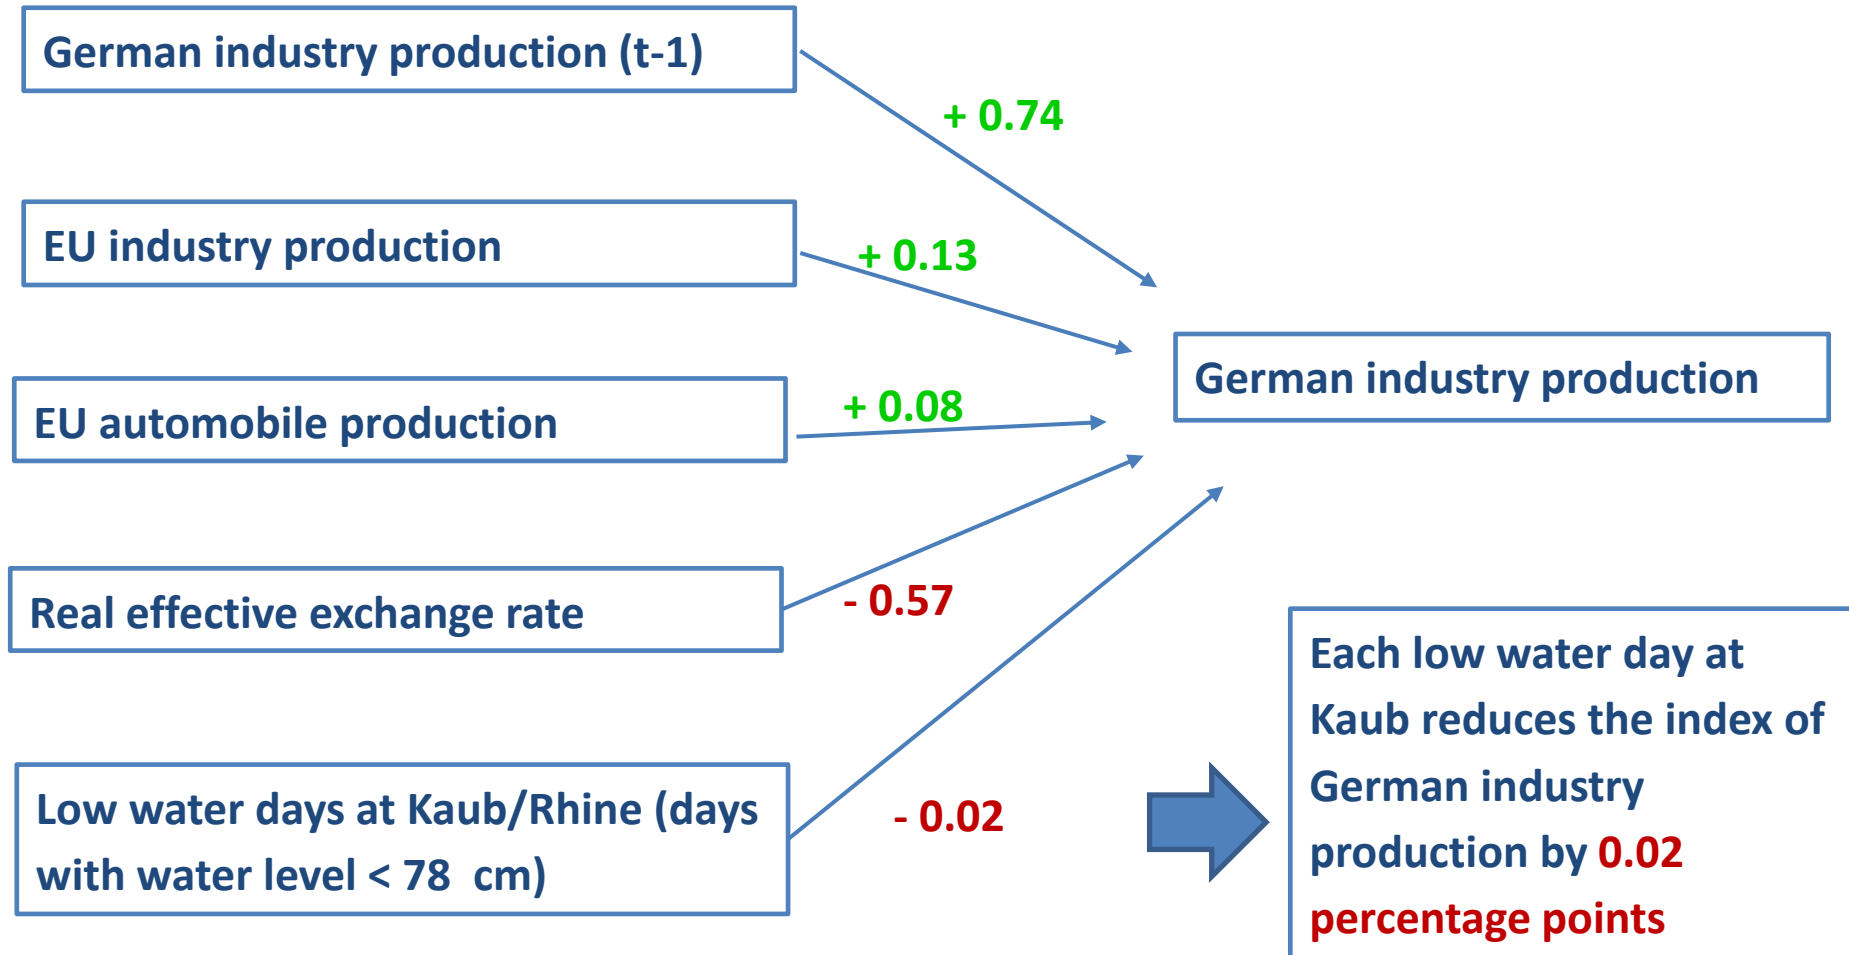 German industry production (t-1)
+ 0.74
EU industry production
+ 0.13
German industry production
EU automobile production
+ 0.08
Real effective exchange rate
- 0.57
Low water days at Kaub/Rhine (days
with water level < 78 cm)
- 0.02
Each low water day at
Kaub reduces the index of
German industry
production by 0.02
percentage points